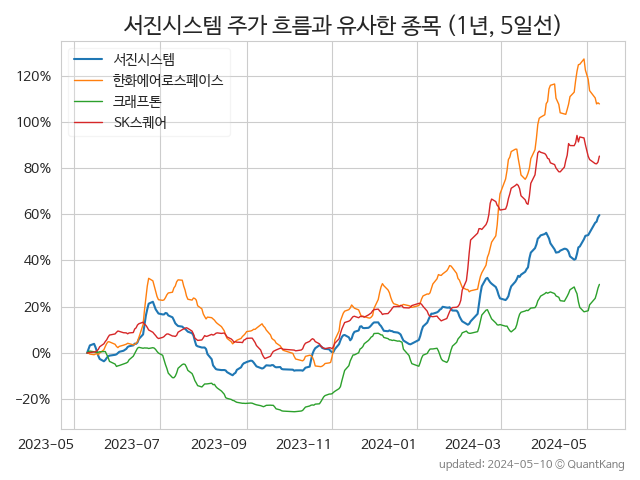 서진시스템 주가 흐름과 유사한 종목 (1년, 5일선)
서진시스템
한화에어로스페이스
크래프톤
SK스퀘어
120%
100%
80%
60%
40%
20%
0%
−20%
2023-05 2023-07 2023-09 2023-11 2024-01 2024-03 2024-05
updated: 2024-05-10 © QuantKang